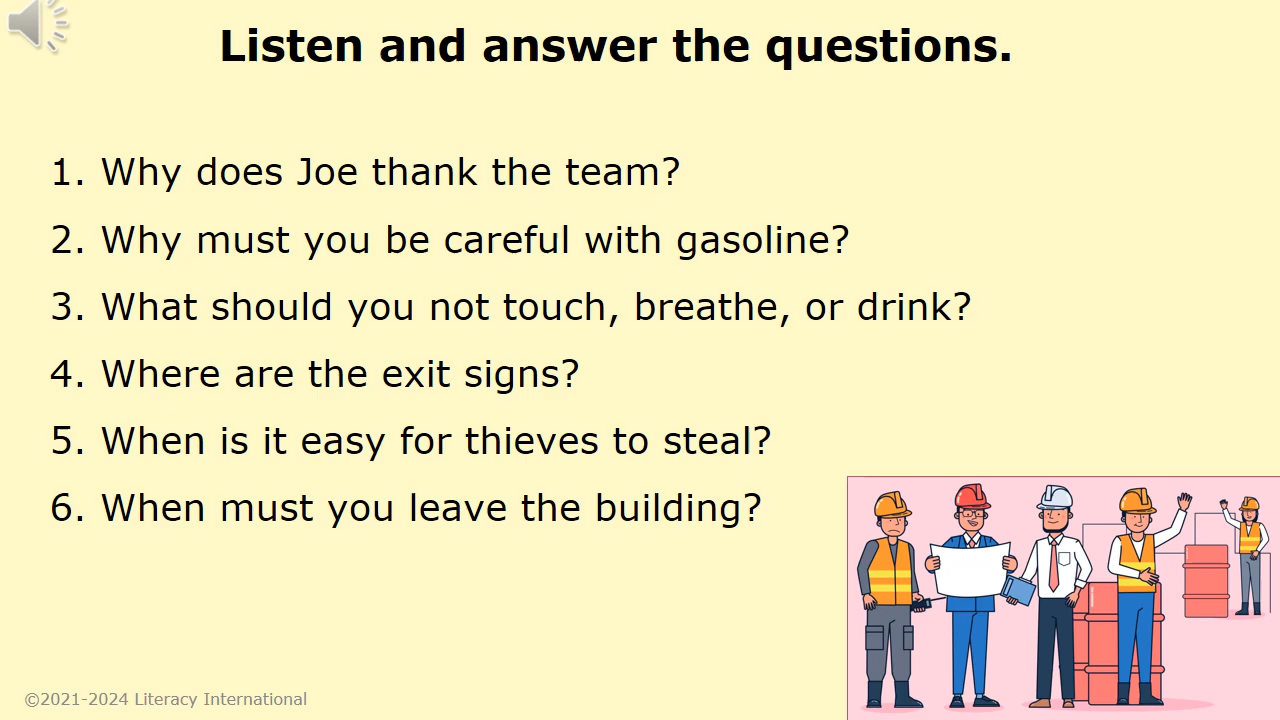 Listen and answer the questions.
1. Why does Joe thank the team?
2. Why must you be careful with gasoline?
3. What should you not touch, breathe, or drink?
4. Where are the exit signs?
5. When is it easy for thieves to steal?
6. When must you leave the building?
©2021-2024 Literacy International